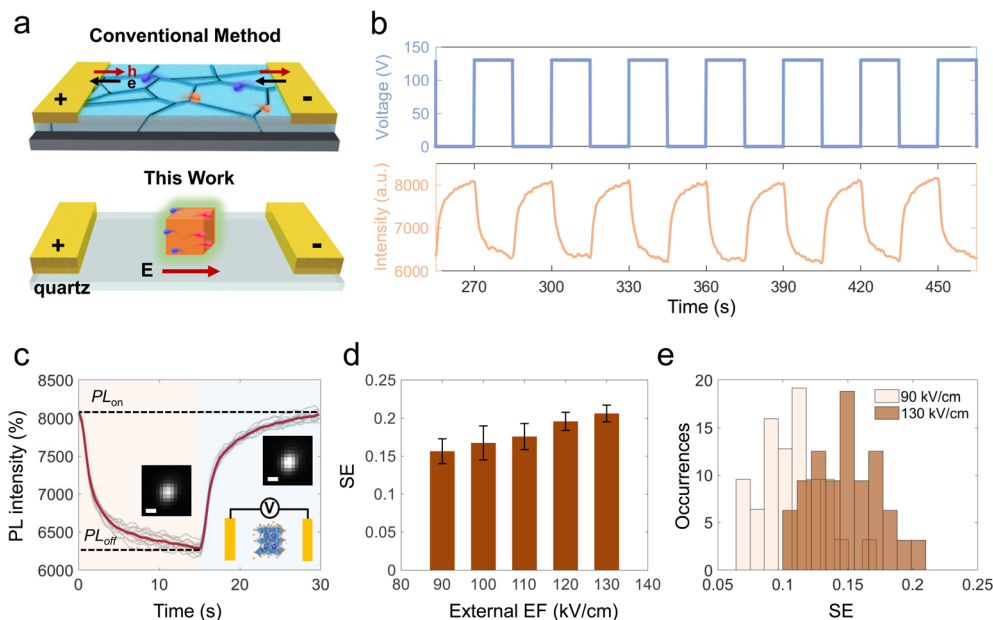 a
Conventional Method
h
e
+
-
This Work
+
-
E
quartz
b
Voltage (V)
150
100
50
0
Intensity (a.u.)
8000
7000
6000
270 300 330 360 390 420 450
Time (s)
c
PL intensity (%)
8500
8000
7500
7000
6500
6000
PLon
PLoff
V
0 10 20 30
Time (s)
d
SE
0.25
0.2
0.15
0.1
0.05
0
80 90 100 110 120 130 140
External EF (kV/cm)
e
Occurrences
20
15
10
5
0
90 kV/cm
130 kV/cm
0.05 0.1 0.15 0.2 0.25
SE